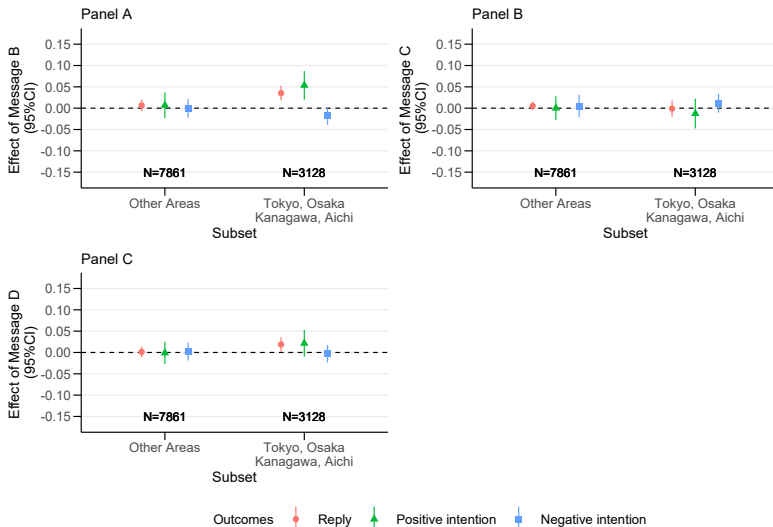 Panel A
Effect of Message B
(95%CI)
0.15
0.10
0.05
0.00
-0.05
-0.10
-0.15
N=7861
N=3128
Other Areas
Tokyo, Osaka
Kanagawa, Aichi
Subset
Panel B
Effect of Message C
(95%CI)
0.15
0.10
0.05
0.00
-0.05
-0.10
-0.15
N=7861
N=3128
Other Areas
Tokyo, Osaka
Kanagawa, Aichi
Subset
Panel C
Effect of Message D
(95%CI)
0.15
0.10
0.05
0.00
-0.05
-0.10
-0.15
N=7861
N=3128
Other Areas
Tokyo, Osaka
Kanagawa, Aichi
Subset
Outcomes Reply Positive intention Negative intention